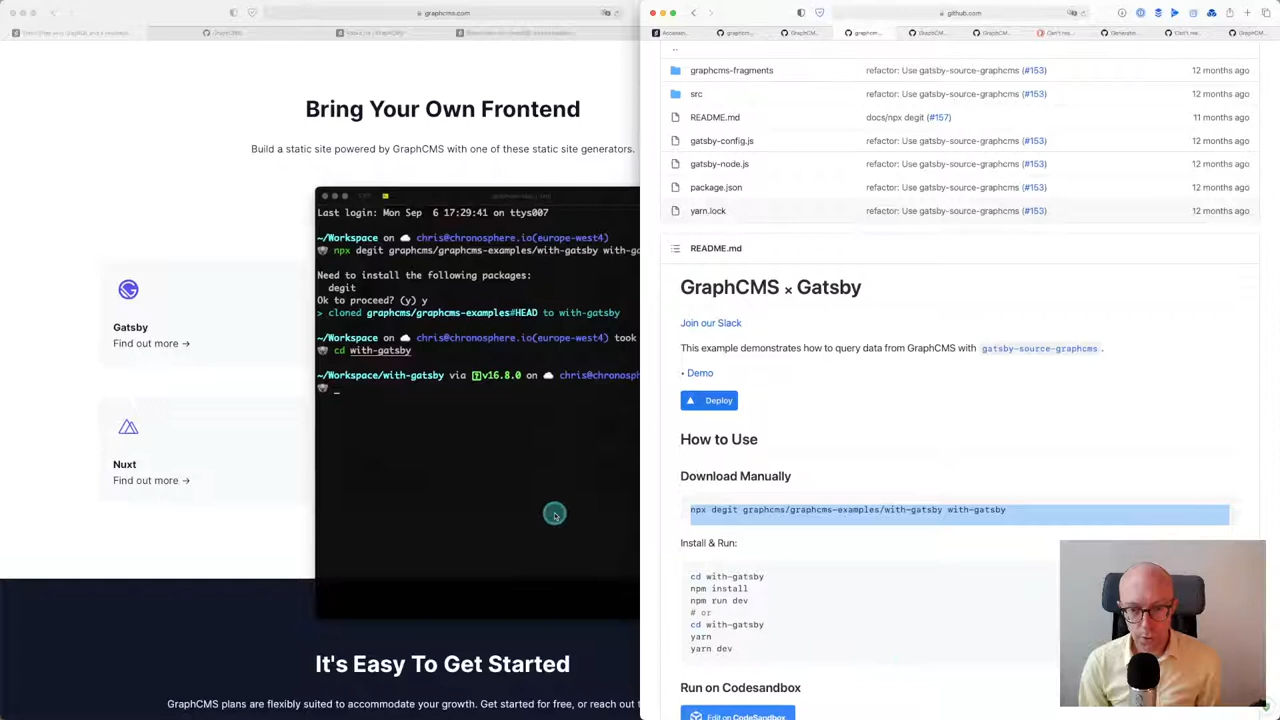 graphcms.com
Bring Your Own Frontend
Build a static site powered by GraphCMS with one of these static site generators.
Gatsby
Find out more →
Nuxt
Find out more →
It's Easy To Get Started
GraphCMS plans are flexibly suited to accommodate your growth. Get started for free, or reach out t
Last login: Mon Sep  6 17:29:41 on ttys007
~/Workspace on chris@chronosphere.io(europe-west4)
npx degit graphcms/graphcms-examples/with-gatsby with-ga
Need to install the following packages:
degit
Ok to proceed? (y) y
> cloned graphcms/graphcms-examples#HEAD to with-gatsby
~/Workspace on chris@chronosphere.io(europe-west4) took
cd with-gatsby
~/Workspace/with-gatsby via v16.8.0 on chris@chronosph
github.com
..
graphcms-fragments refactor: Use gatsby-source-graphcms (#153) 12 months ago
src refactor: Use gatsby-source-graphcms (#153) 12 months ago
README.md docs/npx degit (#157) 11 months ago
gatsby-config.js refactor: Use gatsby-source-graphcms (#153) 12 months ago
gatsby-node.js refactor: Use gatsby-source-graphcms (#153) 12 months ago
package.json refactor: Use gatsby-source-graphcms (#153) 12 months ago
yarn.lock refactor: Use gatsby-source-graphcms (#153) 12 months ago
README.md
GraphCMS × Gatsby
Join our Slack
This example demonstrates how to query data from GraphCMS with gatsby-source-graphcms .
• Demo
Deploy
How to Use
Download Manually
npx degit graphcms/graphcms-examples/with-gatsby with-gatsby
Install & Run:
cd with-gatsby
npm install
npm run dev
# or
cd with-gatsby
yarn
yarn dev
Run on Codesandbox
Edit on CodeSandbox